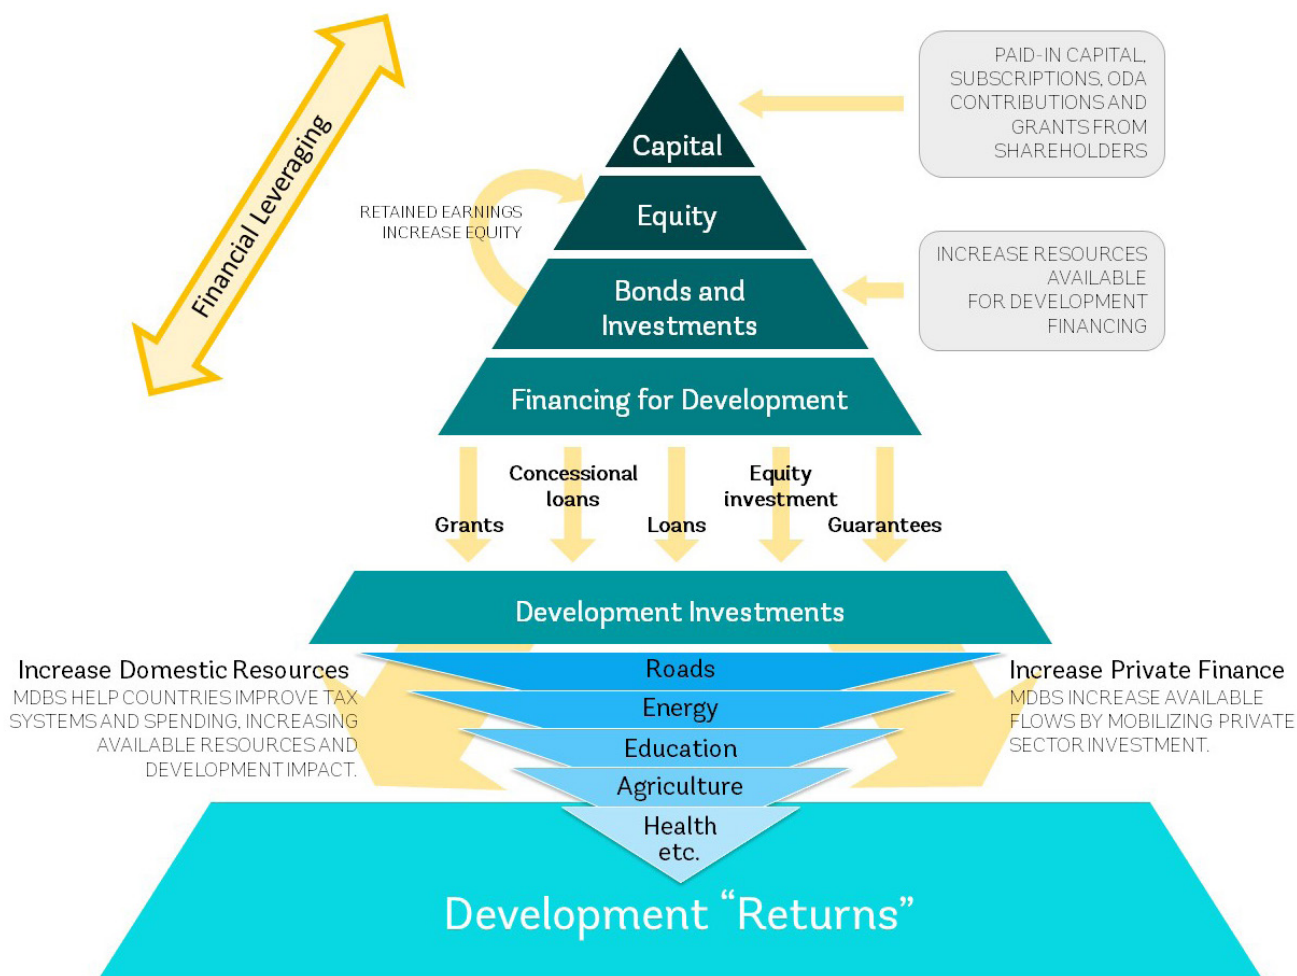 Financial Leveraging
PAID-IN CAPITAL,
SUBSCRIPTIONS, ODA
CONTRIBUTIONS AND
GRANTS FROM
SHAREHOLDERS
Capital
RETAINED EARNINGS
INCREASE EQUITY
Equity
INCREASE RESOURCES
AVAILABLE
FOR DEVELOPMENT
FINANCING
Bonds and
Investments
Financing for Development
Grants
Concessional
loans
Loans
Equity
investment
Guarantees
Development Investments
Increase Domestic Resources
MDBS HELP COUNTRIES IMPROVE TAX
SYSTEMS AND SPENDING, INCREASING
AVAILABLE RESOURCES AND
DEVELOPMENT IMPACT.
Roads
Energy
Education
Agriculture
Health
etc.
Increase Private Finance
MDBS INCREASE AVAILABLE
FLOWS BY MOBILIZING PRIVATE
SECTOR INVESTMENT.
Development “Returns”